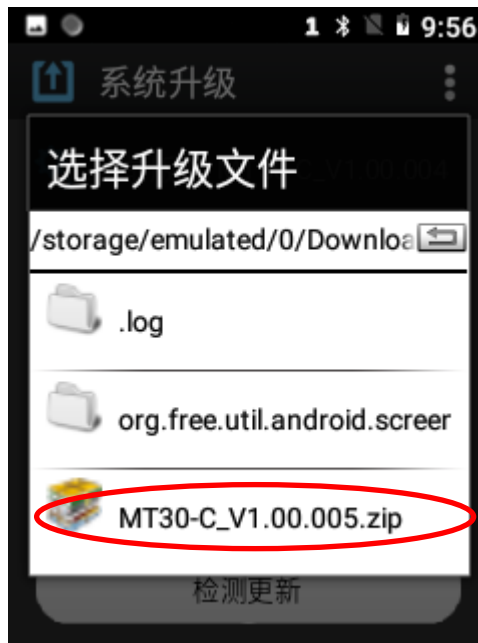 1 9:56
系统升级
选择升级文件
/storage/emulated/0/Downloa
.log
org.free.util.android.screer
MT30-C_V1.00.005.zip
检测更新